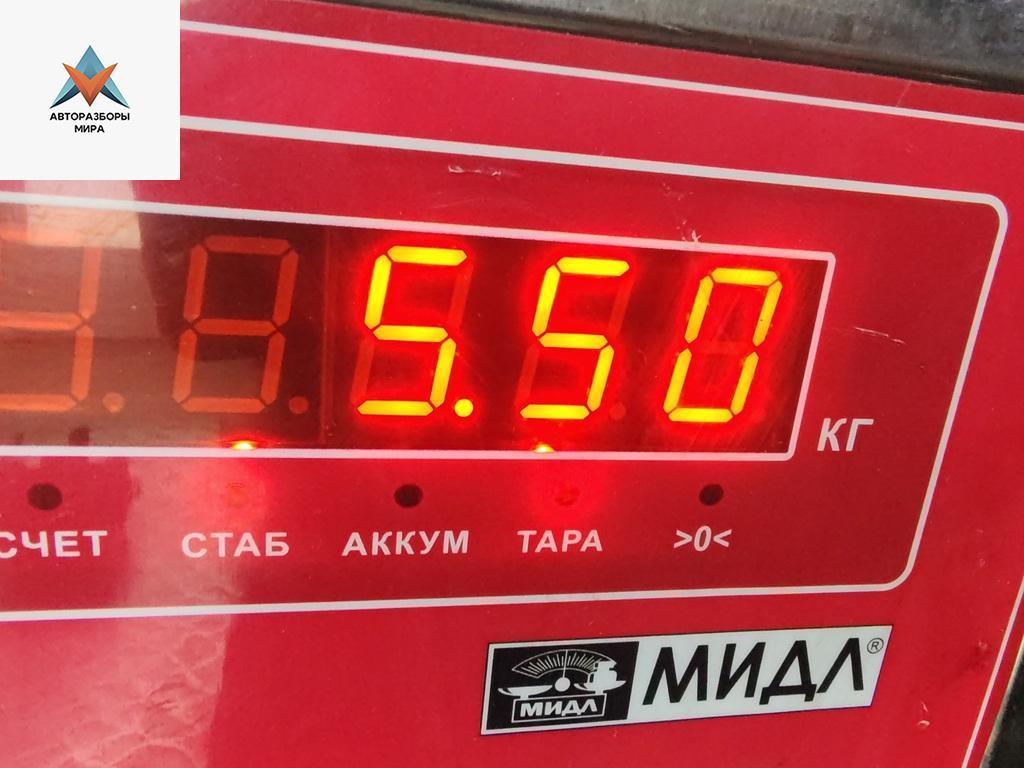 АВТОРАЗБОРЫ
МИРА
5.50
КГ
СЧЕТ СТАБ АККУМ ТАРА >0<
МИДЛ МИДЛ®